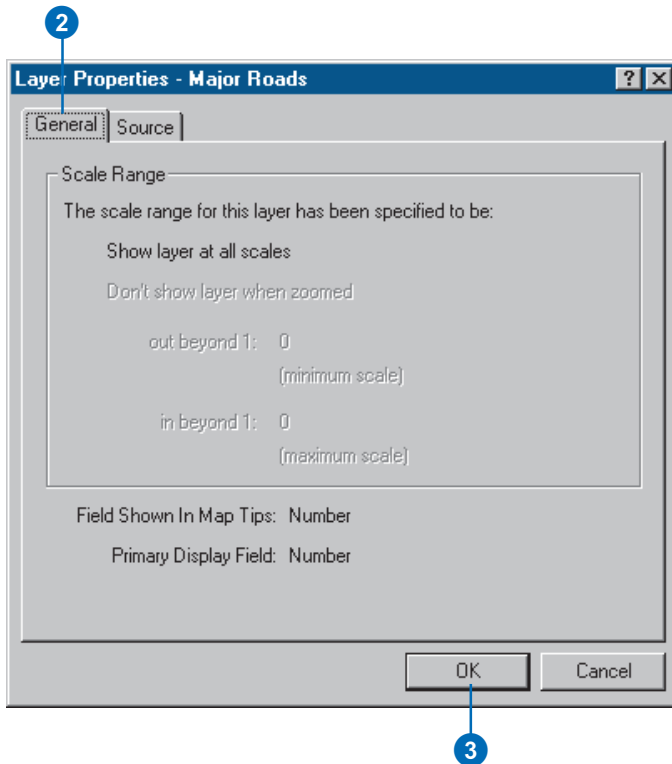 2
Layer Properties - Major Roads
General Source
Scale Range
The scale range for this layer has been specified to be:
Show layer at all scales
Don't show layer when zoomed
out beyond 1: 0
(minimum scale)
in beyond 1: 0
(maximum scale)
Field Shown In Map Tips: Number
Primary Display Field: Number
OK Cancel
3